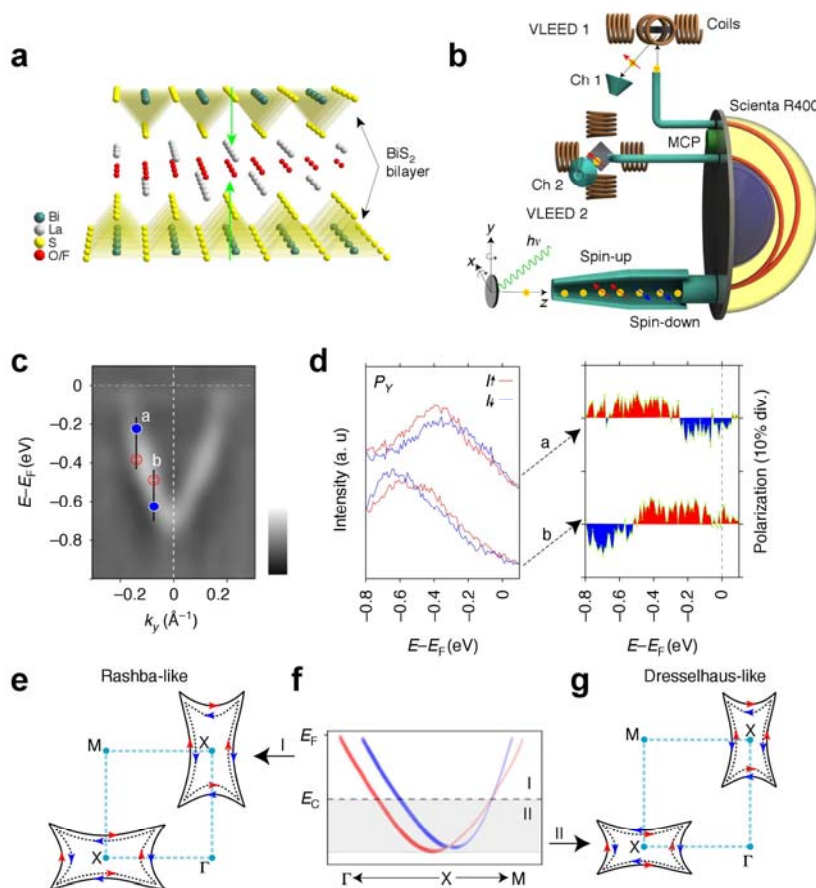 a
BiS2
bilayer
Bi
La
S
O/F
b
VLEED 1
Coils
Ch 1
Scienta R400
MCP
Ch 2
VLEED 2
hν
y
x
z
Spin-up
Spin-down
c
0
−0.2
−0.4
−0.6
−0.8
E–EF (eV)
a
b
−0.2 0 0.2
ky (Å−1)
d
PY
I↑
I↓
Intensity (a. u)
−0.8 −0.6 −0.4 −0.2 0
E–EF (eV)
a
b
Polarization (10% div.)
−0.8 −0.6 −0.4 −0.2 0
E–EF (eV)
e
Rashba-like
M
X
X
Γ
I
f
EF
EC
I
II
Γ X M
II
g
Dresselhaus-like
M
X
X
Γ